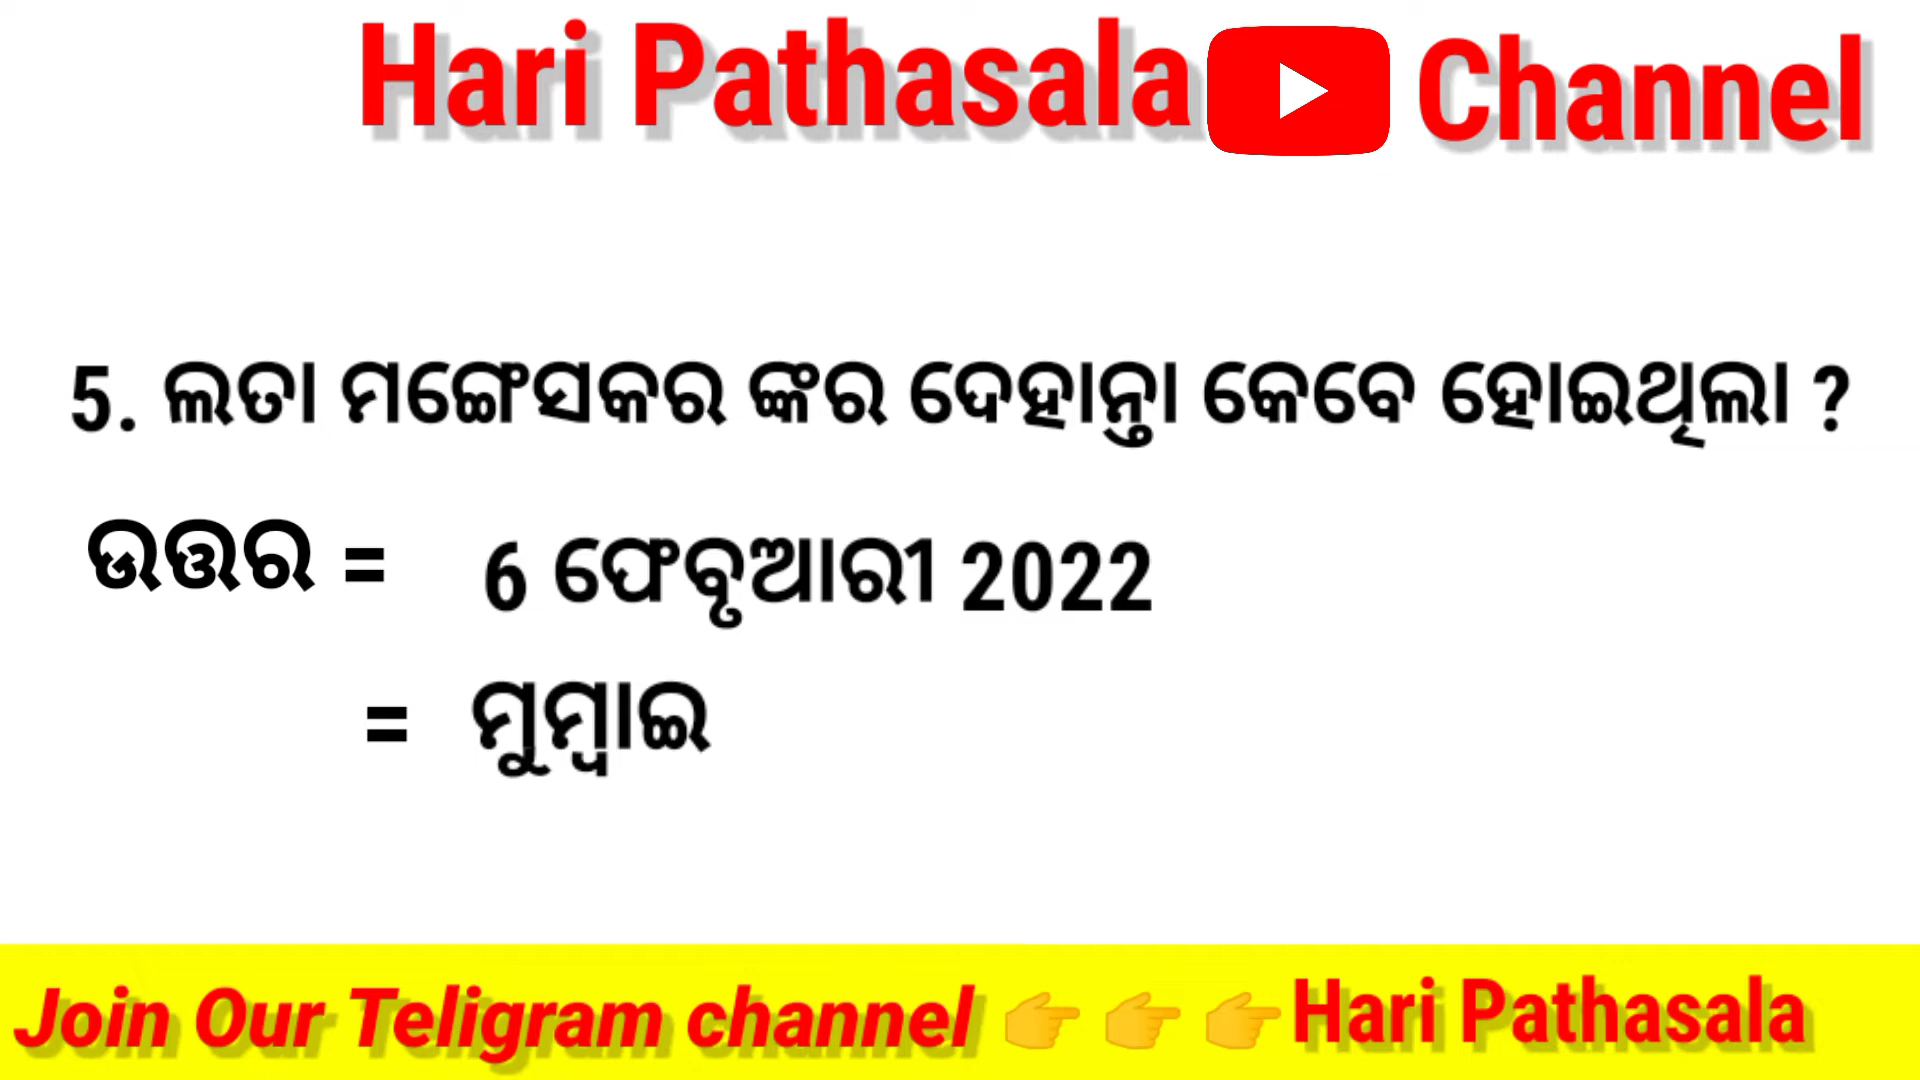 Hari Pathasala Channel
5. ଲତା ମଙ୍ଗେସକର ଙ୍କର ଦେହାନ୍ତା କେବେ ହୋଇଥିଲା ?
ଉତ୍ତର = 6 ଫେବୃଆରୀ 2022
= ମୁମ୍ବାଇ
Join Our Teligram channel 👉 👉 👉 Hari Pathasala